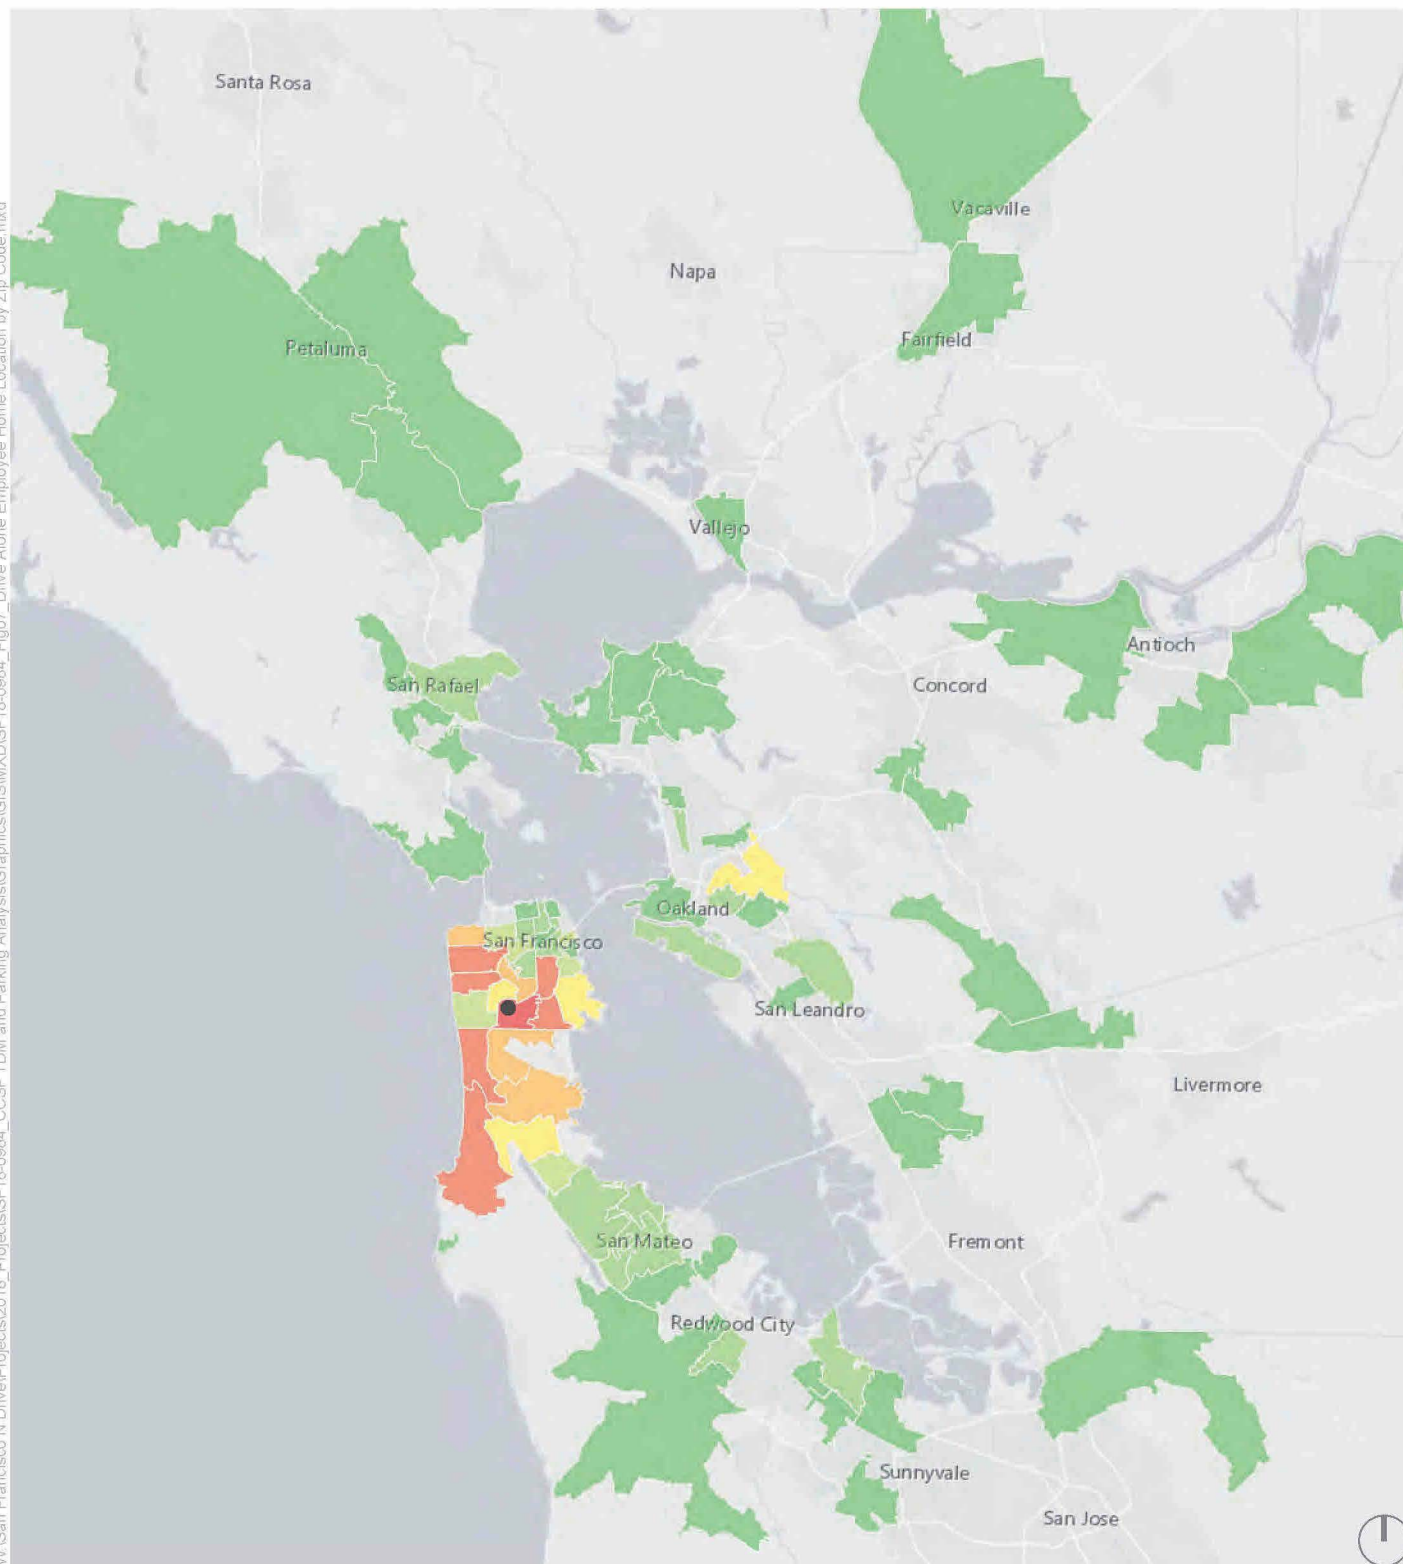 Santa Rosa
Vacaville
Napa
Fairfield
Petaluma
Vallejo
Antioch
San Rafael
Concord
Oakland
San Francisco
San Leandro
Livermore
San Mateo
Fremont
Redwood City
Sunnyvale
San Jose